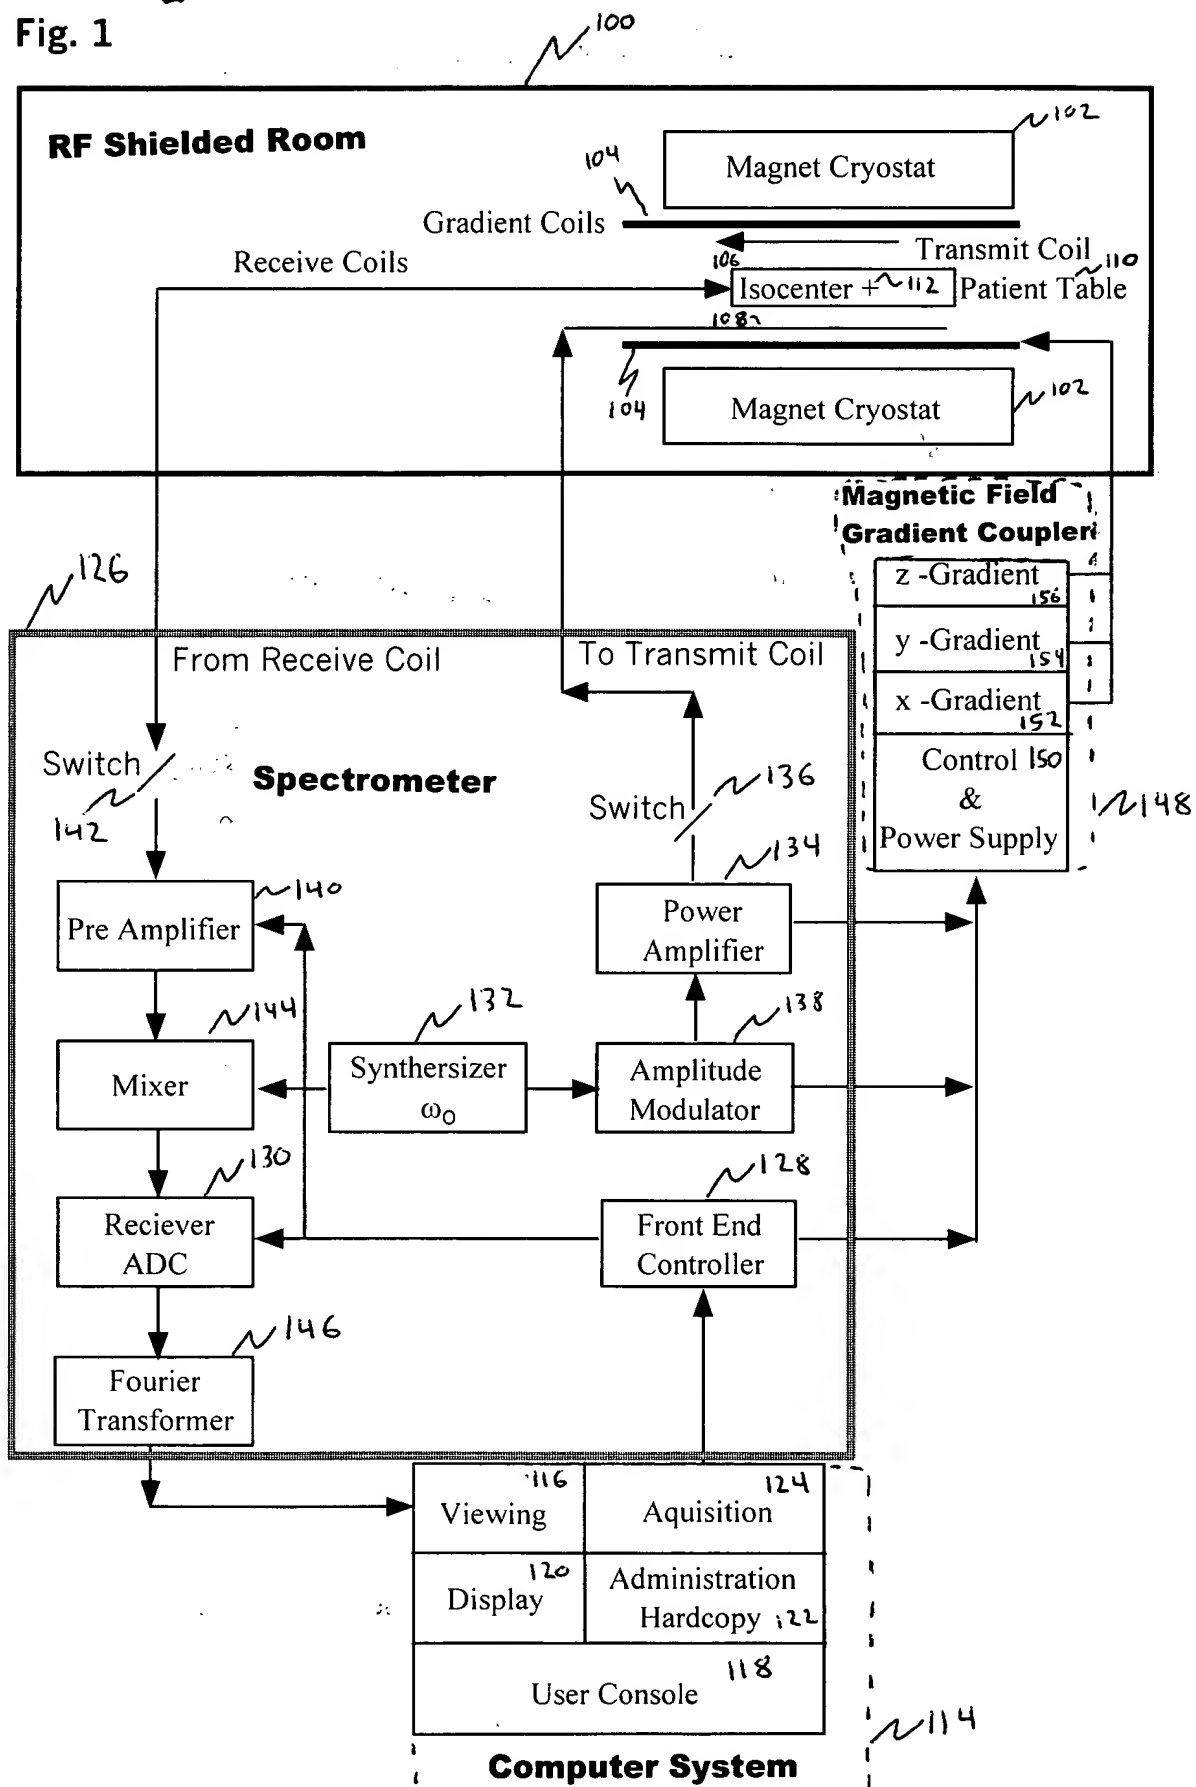 Fig. 1
100
RF Shielded Room
102
Magnet Cryostat
104
Gradient Coils
Transmit Coil
106
110
Receive Coils
Isocenter + 112
Patient Table
108
104
102
Magnet Cryostat
Magnetic Field
Gradient Coupler
z -Gradient
156
y -Gradient
154
x -Gradient
152
Control 150
&
Power Supply
148
126
From Receive Coil
To Transmit Coil
Switch
142
Spectrometer
136
Switch
134
140
Pre Amplifier
Power
Amplifier
144
132
138
Mixer
Synthersizer
ω0
Amplitude
Modulator
130
128
Reciever
ADC
Front End
Controller
146
Fourier
Transformer
116
Viewing
124
Aquisition
120
Display
Administration
Hardcopy 122
118
User Console
114
Computer System